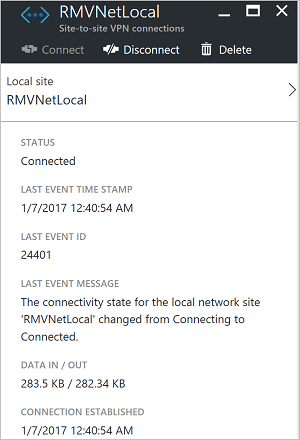 RMVNetLocal
Site-to-site VPN connections
Connect
Disconnect
Delete
Local site
RMVNetLocal
STATUS
Connected
LAST EVENT TIME STAMP
1/7/2017 12:40:54 AM
LAST EVENT ID
24401
LAST EVENT MESSAGE
The connectivity state for the local network site
'RMVNetLocal' changed from Connecting to
Connected.
DATA IN / OUT
283.5 KB / 282.34 KB
CONNECTION ESTABLISHED
1/7/2017 12:40:54 AM